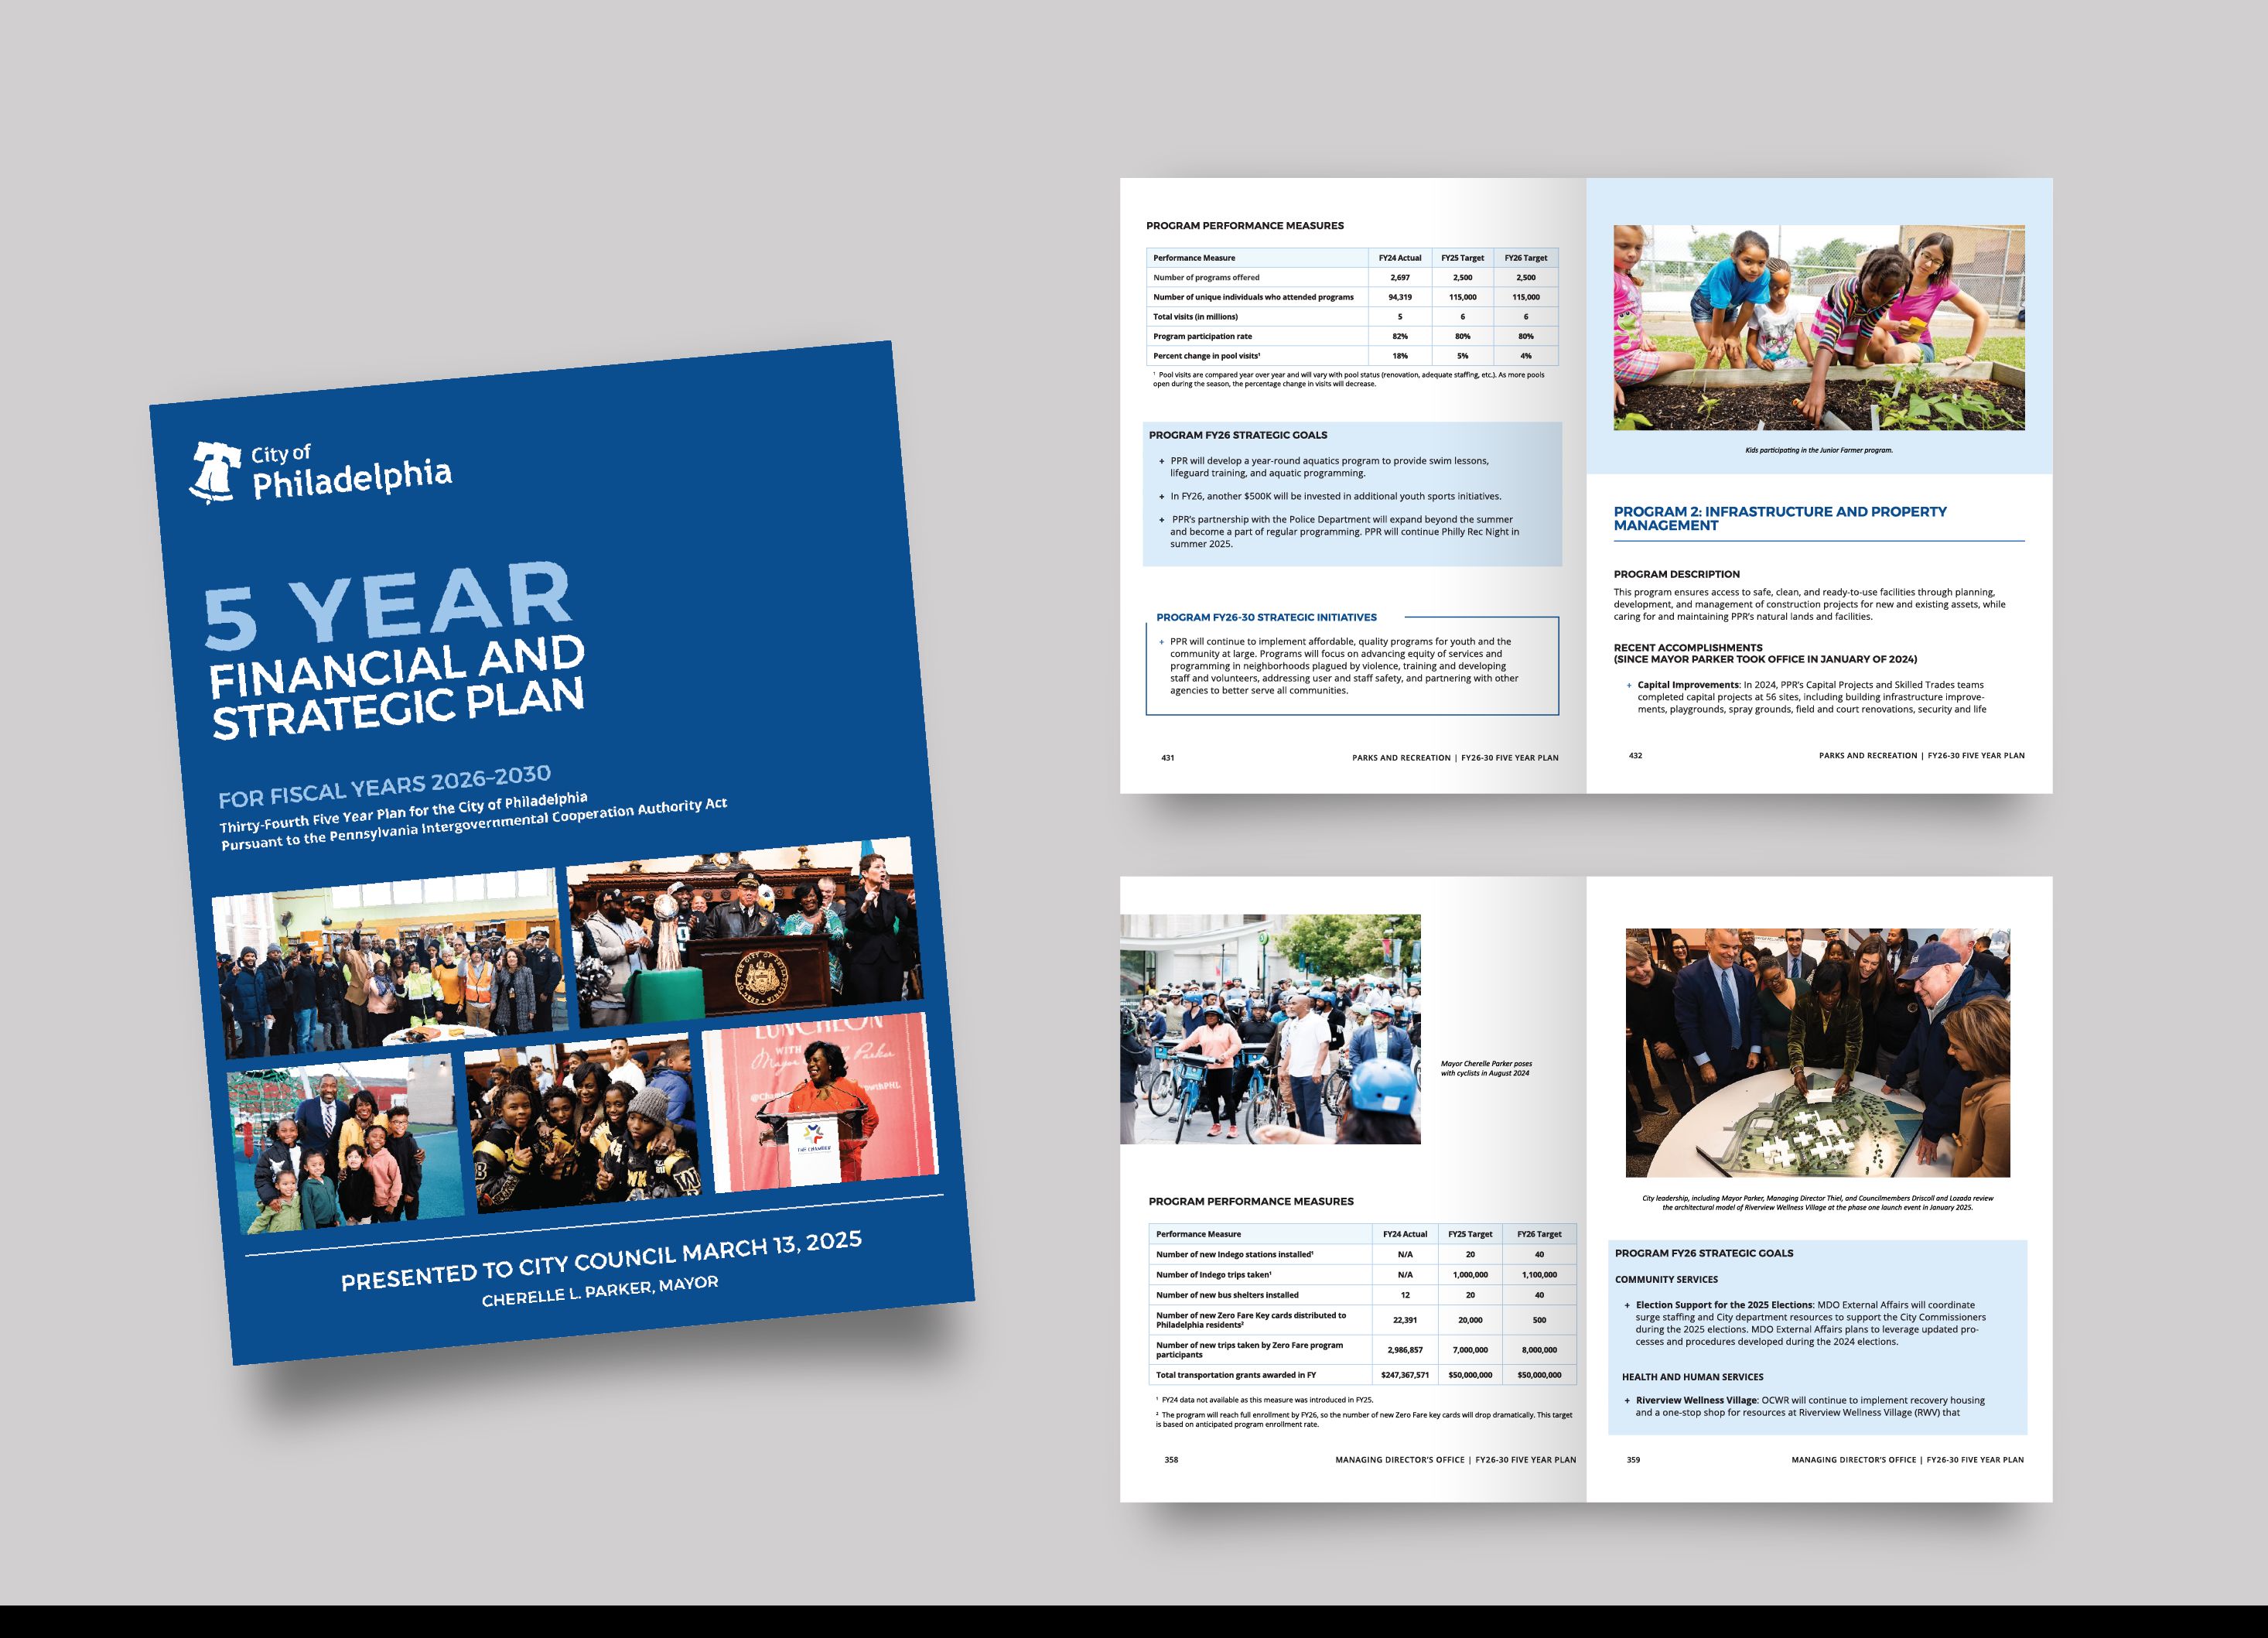 City of
Philadelphia
5 YEAR
FINANCIAL AND
STRATEGIC PLAN
FOR FISCAL YEARS 2026–2030
Thirty-Fourth Five Year Plan for the City of Philadelphia
Pursuant to the Pennsylvania Intergovernmental Cooperation Authority Act
LUNCHEON
WITH
Parker
THE CHAMBER
PRESENTED TO CITY COUNCIL MARCH 13, 2025
CHERELLE L. PARKER, MAYOR
PROGRAM PERFORMANCE MEASURES
Performance Measure FY24 Actual FY25 Target FY26 Target
Number of programs offered 2,697 2,500 2,500
Number of unique individuals who attended programs 94,319 115,000 115,000
Total visits (in millions) 5 6 6
Program participation rate 82% 80% 80%
Percent change in pool visits¹ 18% 5% 4%
¹ Pool visits are compared year over year and will vary with pool status (renovation, adequate staffing, etc.). As more pools
open during the season, the percentage change in visits will decrease.
PROGRAM FY26 STRATEGIC GOALS
+ PPR will develop a year-round aquatics program to provide swim lessons,
lifeguard training, and aquatic programming.
+ In FY26, another $500K will be invested in additional youth sports initiatives.
+ PPR's partnership with the Police Department will expand beyond the summer
and become a part of regular programming. PPR will continue Philly Rec Night in
summer 2025.
PROGRAM FY26-30 STRATEGIC INITIATIVES
+ PPR will continue to implement affordable, quality programs for youth and the
community at large. Programs will focus on advancing equity of services and
programming in neighborhoods plagued by violence, training and developing
staff and volunteers, addressing user and staff safety, and partnering with other
agencies to better serve all communities.
431 PARKS AND RECREATION | FY26-30 FIVE YEAR PLAN
Kids participating in the Junior Farmer program.
PROGRAM 2: INFRASTRUCTURE AND PROPERTY
MANAGEMENT
PROGRAM DESCRIPTION
This program ensures access to safe, clean, and ready-to-use facilities through planning,
development, and management of construction projects for new and existing assets, while
caring for and maintaining PPR's natural lands and facilities.
RECENT ACCOMPLISHMENTS
(SINCE MAYOR PARKER TOOK OFFICE IN JANUARY OF 2024)
+ Capital Improvements: In 2024, PPR's Capital Projects and Skilled Trades teams
completed capital projects at 56 sites, including building infrastructure improve-
ments, playgrounds, spray grounds, field and court renovations, security and life
432 PARKS AND RECREATION | FY26-30 FIVE YEAR PLAN
Mayor Cherelle Parker poses
with cyclists in August 2024
PROGRAM PERFORMANCE MEASURES
Performance Measure FY24 Actual FY25 Target FY26 Target
Number of new Indego stations installed¹ N/A 20 40
Number of Indego trips taken¹ N/A 1,000,000 1,100,000
Number of new bus shelters installed 12 20 40
Number of new Zero Fare Key cards distributed to
Philadelphia residents² 22,391 20,000 500
Number of new trips taken by Zero Fare program
participants 2,986,857 7,000,000 8,000,000
Total transportation grants awarded in FY $247,367,571 $50,000,000 $50,000,000
¹ FY24 data not available as this measure was introduced in FY25.
² The program will reach full enrollment by FY26, so the number of new Zero Fare key cards will drop dramatically. This target
is based on anticipated program enrollment rate.
358 MANAGING DIRECTOR'S OFFICE | FY26-30 FIVE YEAR PLAN
City leadership, including Mayor Parker, Managing Director Thiel, and Councilmembers Driscoll and Lozada review
the architectural model of Riverview Wellness Village at the phase one launch event in January 2025.
PROGRAM FY26 STRATEGIC GOALS
COMMUNITY SERVICES
+ Election Support for the 2025 Elections: MDO External Affairs will coordinate
surge staffing and City department resources to support the City Commissioners
during the 2025 elections. MDO External Affairs plans to leverage updated pro-
cesses and procedures developed during the 2024 elections.
HEALTH AND HUMAN SERVICES
+ Riverview Wellness Village: OCWR will continue to implement recovery housing
and a one-stop shop for resources at Riverview Wellness Village (RWV) that
359 MANAGING DIRECTOR'S OFFICE | FY26-30 FIVE YEAR PLAN